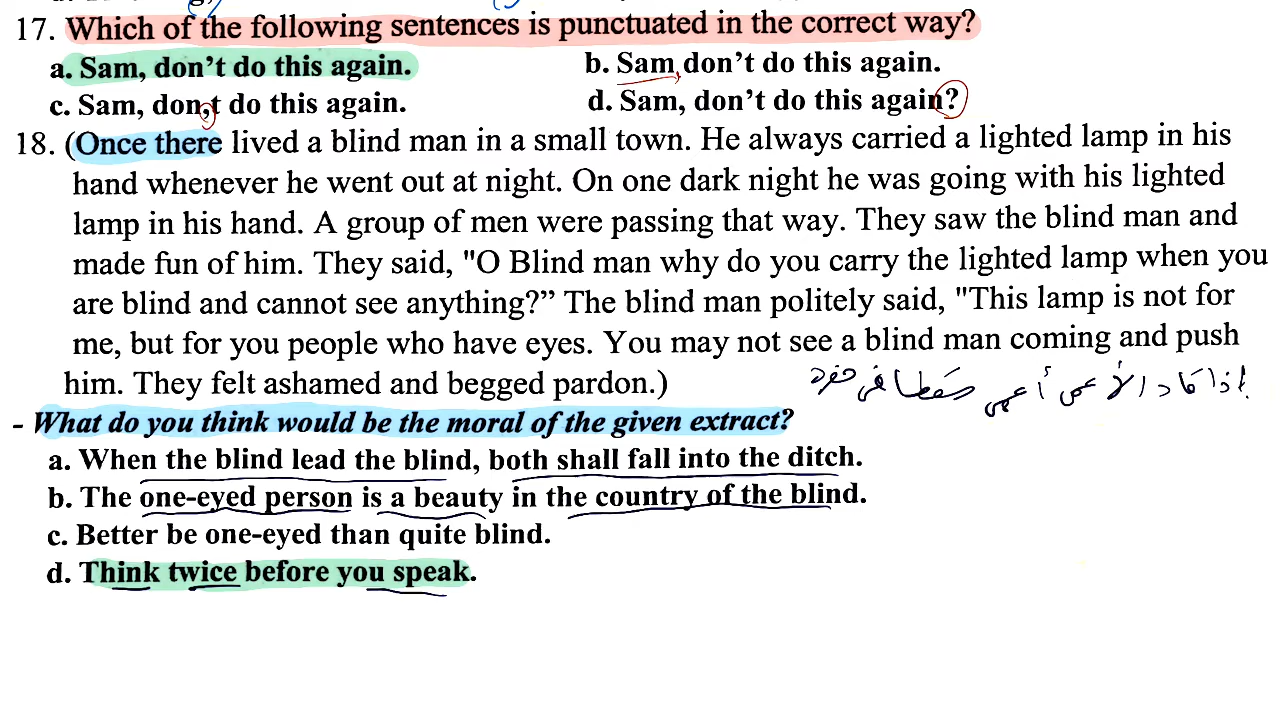 17. Which of the following sentences is punctuated in the correct way?
a. Sam, don’t do this again. b. Sam, don’t do this again.
c. Sam, don,t do this again. d. Sam, don’t do this again?
18. (Once there lived a blind man in a small town. He always carried a lighted lamp in his
hand whenever he went out at night. On one dark night he was going with his lighted
lamp in his hand. A group of men were passing that way. They saw the blind man and
made fun of him. They said, "O Blind man why do you carry the lighted lamp when you
are blind and cannot see anything?” The blind man politely said, "This lamp is not for
me, but for you people who have eyes. You may not see a blind man coming and push
him. They felt ashamed and begged pardon.)
إذا قاد الأعمى أعمى سقطا في حفرة
- What do you think would be the moral of the given extract?
a. When the blind lead the blind, both shall fall into the ditch.
b. The one-eyed person is a beauty in the country of the blind.
c. Better be one-eyed than quite blind.
d. Think twice before you speak.